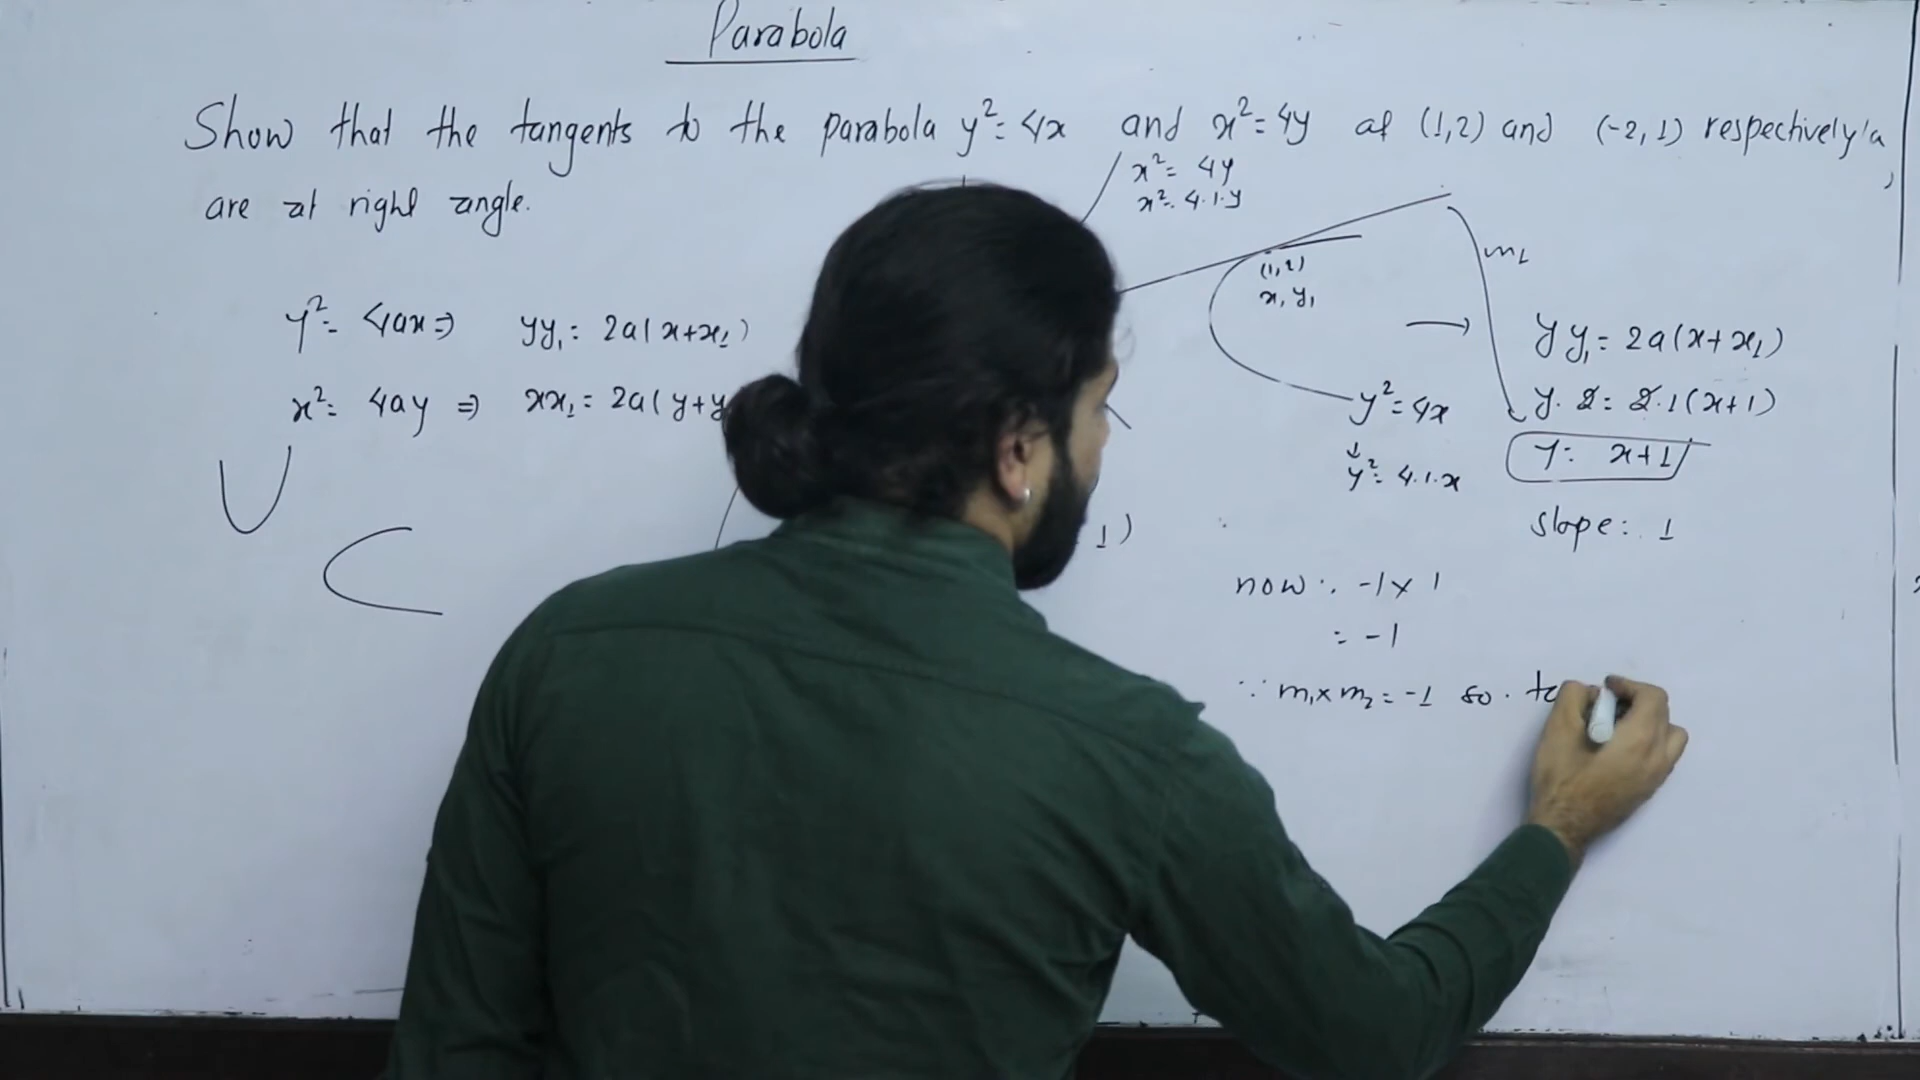 Parabola
Show that the tangents to the parabola y²= 4x and x²= 4y at (1,2) and (-2,1) respectively
are at right angle.
x²= 4y
x²= 4.1.y
m₁
(1,2)
x, y₁
y²= 4ax ⇒ yy₁= 2a(x+x₁)
x²= 4ay ⇒ xx₁= 2a(y+y
→ yy₁= 2a(x+x₁)
y²=4x
y.2= 2.1(x+1)
↓
y²= 4.1.x
y= x+1
slope: 1
1)
now: -1x1
= -1
∵ m₁x m₂= -1 so. ta